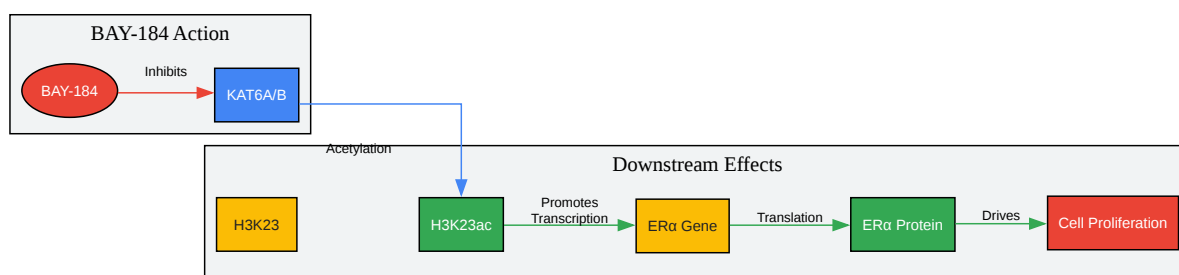 BAY-184 Action
Inhibits
BAY-184
KAT6A/B
Acetylation
Downstream Effects
H3K23
H3K23ac
Promotes
Transcription
ERα Gene
Translation
ERα Protein
Drives
Cell Proliferation